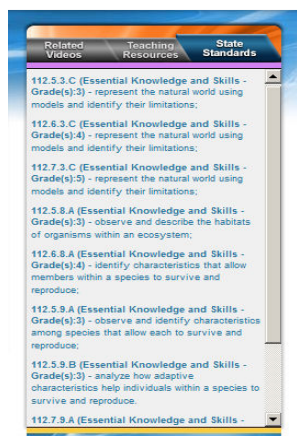 Related Videos
Teaching Resources
State Standards
112.5.3.C (Essential Knowledge and Skills -
Grade(s):3) - represent the natural world using
models and identify their limitations;
112.6.3.C (Essential Knowledge and Skills -
Grade(s):4) - represent the natural world using
models and identify their limitations;
112.7.3.C (Essential Knowledge and Skills -
Grade(s):5) - represent the natural world using
models and identify their limitations;
112.5.8.A (Essential Knowledge and Skills -
Grade(s):3) - observe and describe the habitats
of organisms within an ecosystem;
112.6.8.A (Essential Knowledge and Skills -
Grade(s):4) - identify characteristics that allow
members within a species to survive and
reproduce;
112.5.9.A (Essential Knowledge and Skills -
Grade(s):3) - observe and identify characteristics
among species that allow each to survive and
reproduce;
112.5.9.B (Essential Knowledge and Skills -
Grade(s):3) - analyze how adaptive
characteristics help individuals within a species to
survive and reproduce.
112.7.9.A (Essential Knowledge and Skills -